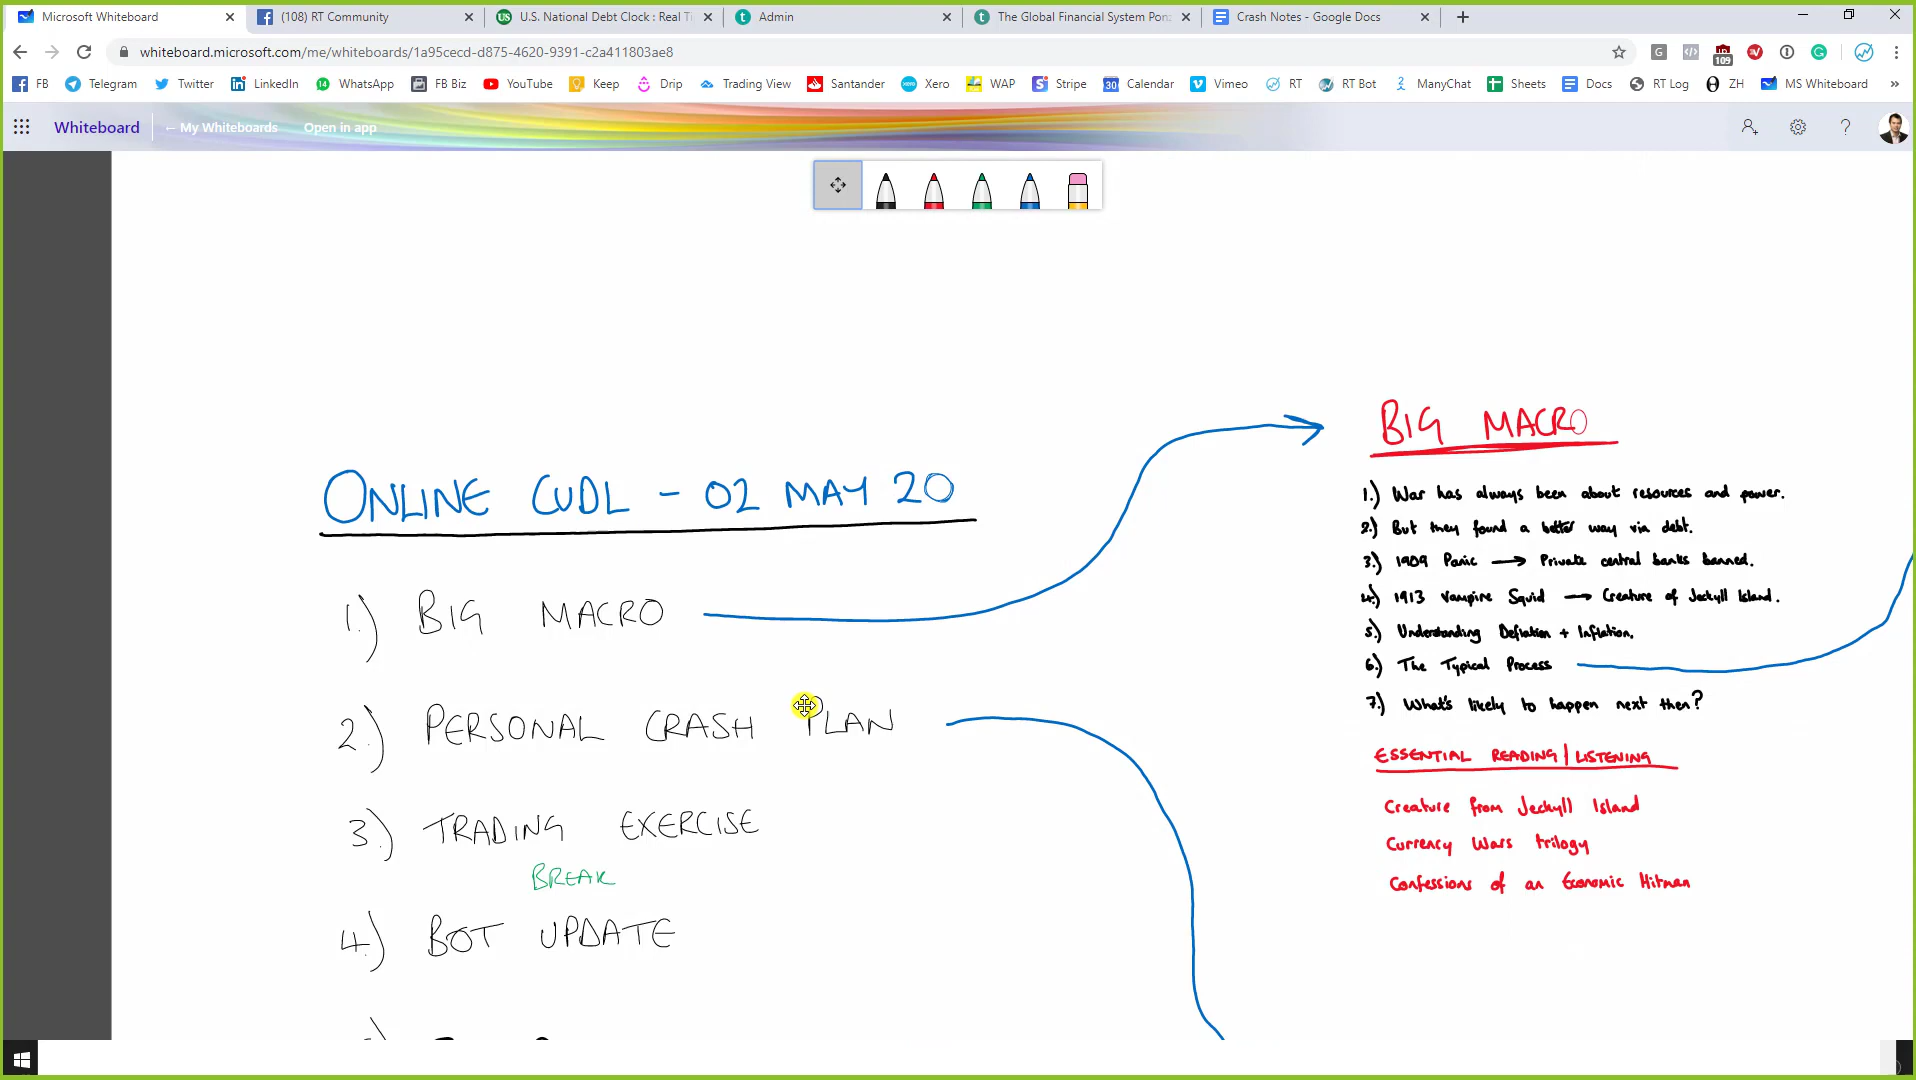 Microsoft Whiteboard
(108) RT Community
U.S. National Debt Clock : Real T
Admin
The Global Financial System Pon
Crash Notes - Google Docs
whiteboard.microsoft.com/me/whiteboards/1a95cecd-d875-4620-9391-c2a411803ae8
109
FB
Telegram
Twitter
LinkedIn
14 WhatsApp
FB Biz
YouTube
Keep
Drip
Trading View
Santander
Xero
WAP
Stripe
30 Calendar
Vimeo
RT
RT Bot
ManyChat
Sheets
Docs
RT Log
ZH
MS Whiteboard
Whiteboard
← My Whiteboards
Open in app
ONLINE CUDL - 02 MAY 20
1.) BIG MACRO
2.) PERSONAL CRASH PLAN
3.) TRADING EXERCISE
BREAK
4.) BOT UPDATE
BIG MACRO
1.) War has always been about resources and power.
2.) But they found a better way via debt.
3.) 1909 Panic → Private central banks banned.
4.) 1913 Vampire Squid → Creature of Jeckyll Island.
5.) Understanding Deflation + Inflation.
6.) The Typical Process
7.) What's likely to happen next then?
ESSENTIAL READING/LISTENING
Creature from Jeckyll Island
Currency Wars trilogy
Confessions of an Economic Hitman